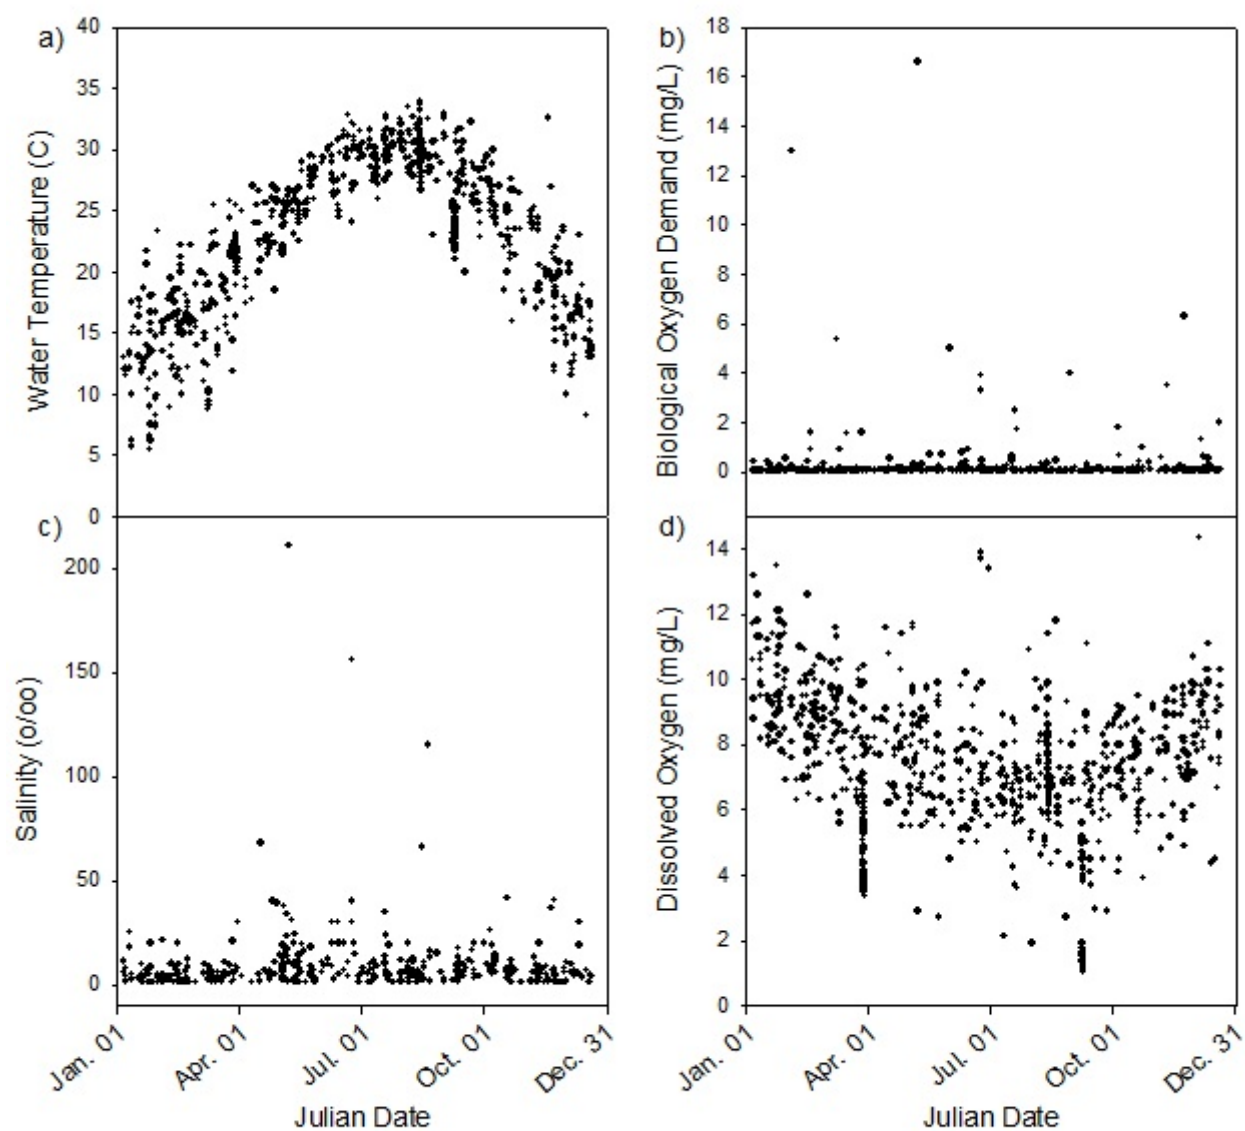 a)
40
35
30
25
20
15
10
5
0
Water Temperature (C)
b)
18
16
14
12
10
8
6
4
2
0
Biological Oxygen Demand (mg/L)
c)
200
150
100
50
0
Salinity (o/oo)
Jan. 01
Apr. 01
Jul. 01
Oct. 01
Dec. 31
Julian Date
d)
14
12
10
8
6
4
2
0
Dissolved Oxygen (mg/L)
Jan. 01
Apr. 01
Jul. 01
Oct. 01
Dec. 31
Julian Date